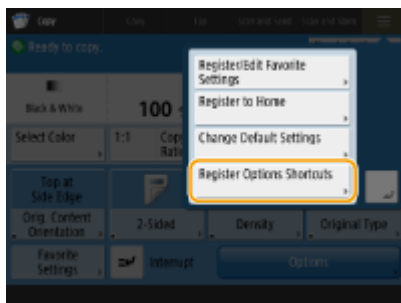 Copy
Copy
Fax
Scan and Send
Scan and Store
Ready to copy.
Register/Edit Favorite
Settings
Register to Home
Change Default Settings
Register Options Shortcuts
Black & White
100
Select Color
1:1
Copy
Ratio
Top at
Side Edge
Orig. Content
Orientation
2-Sided
Density
Original Type
Favorite
Settings
Interrupt
Options